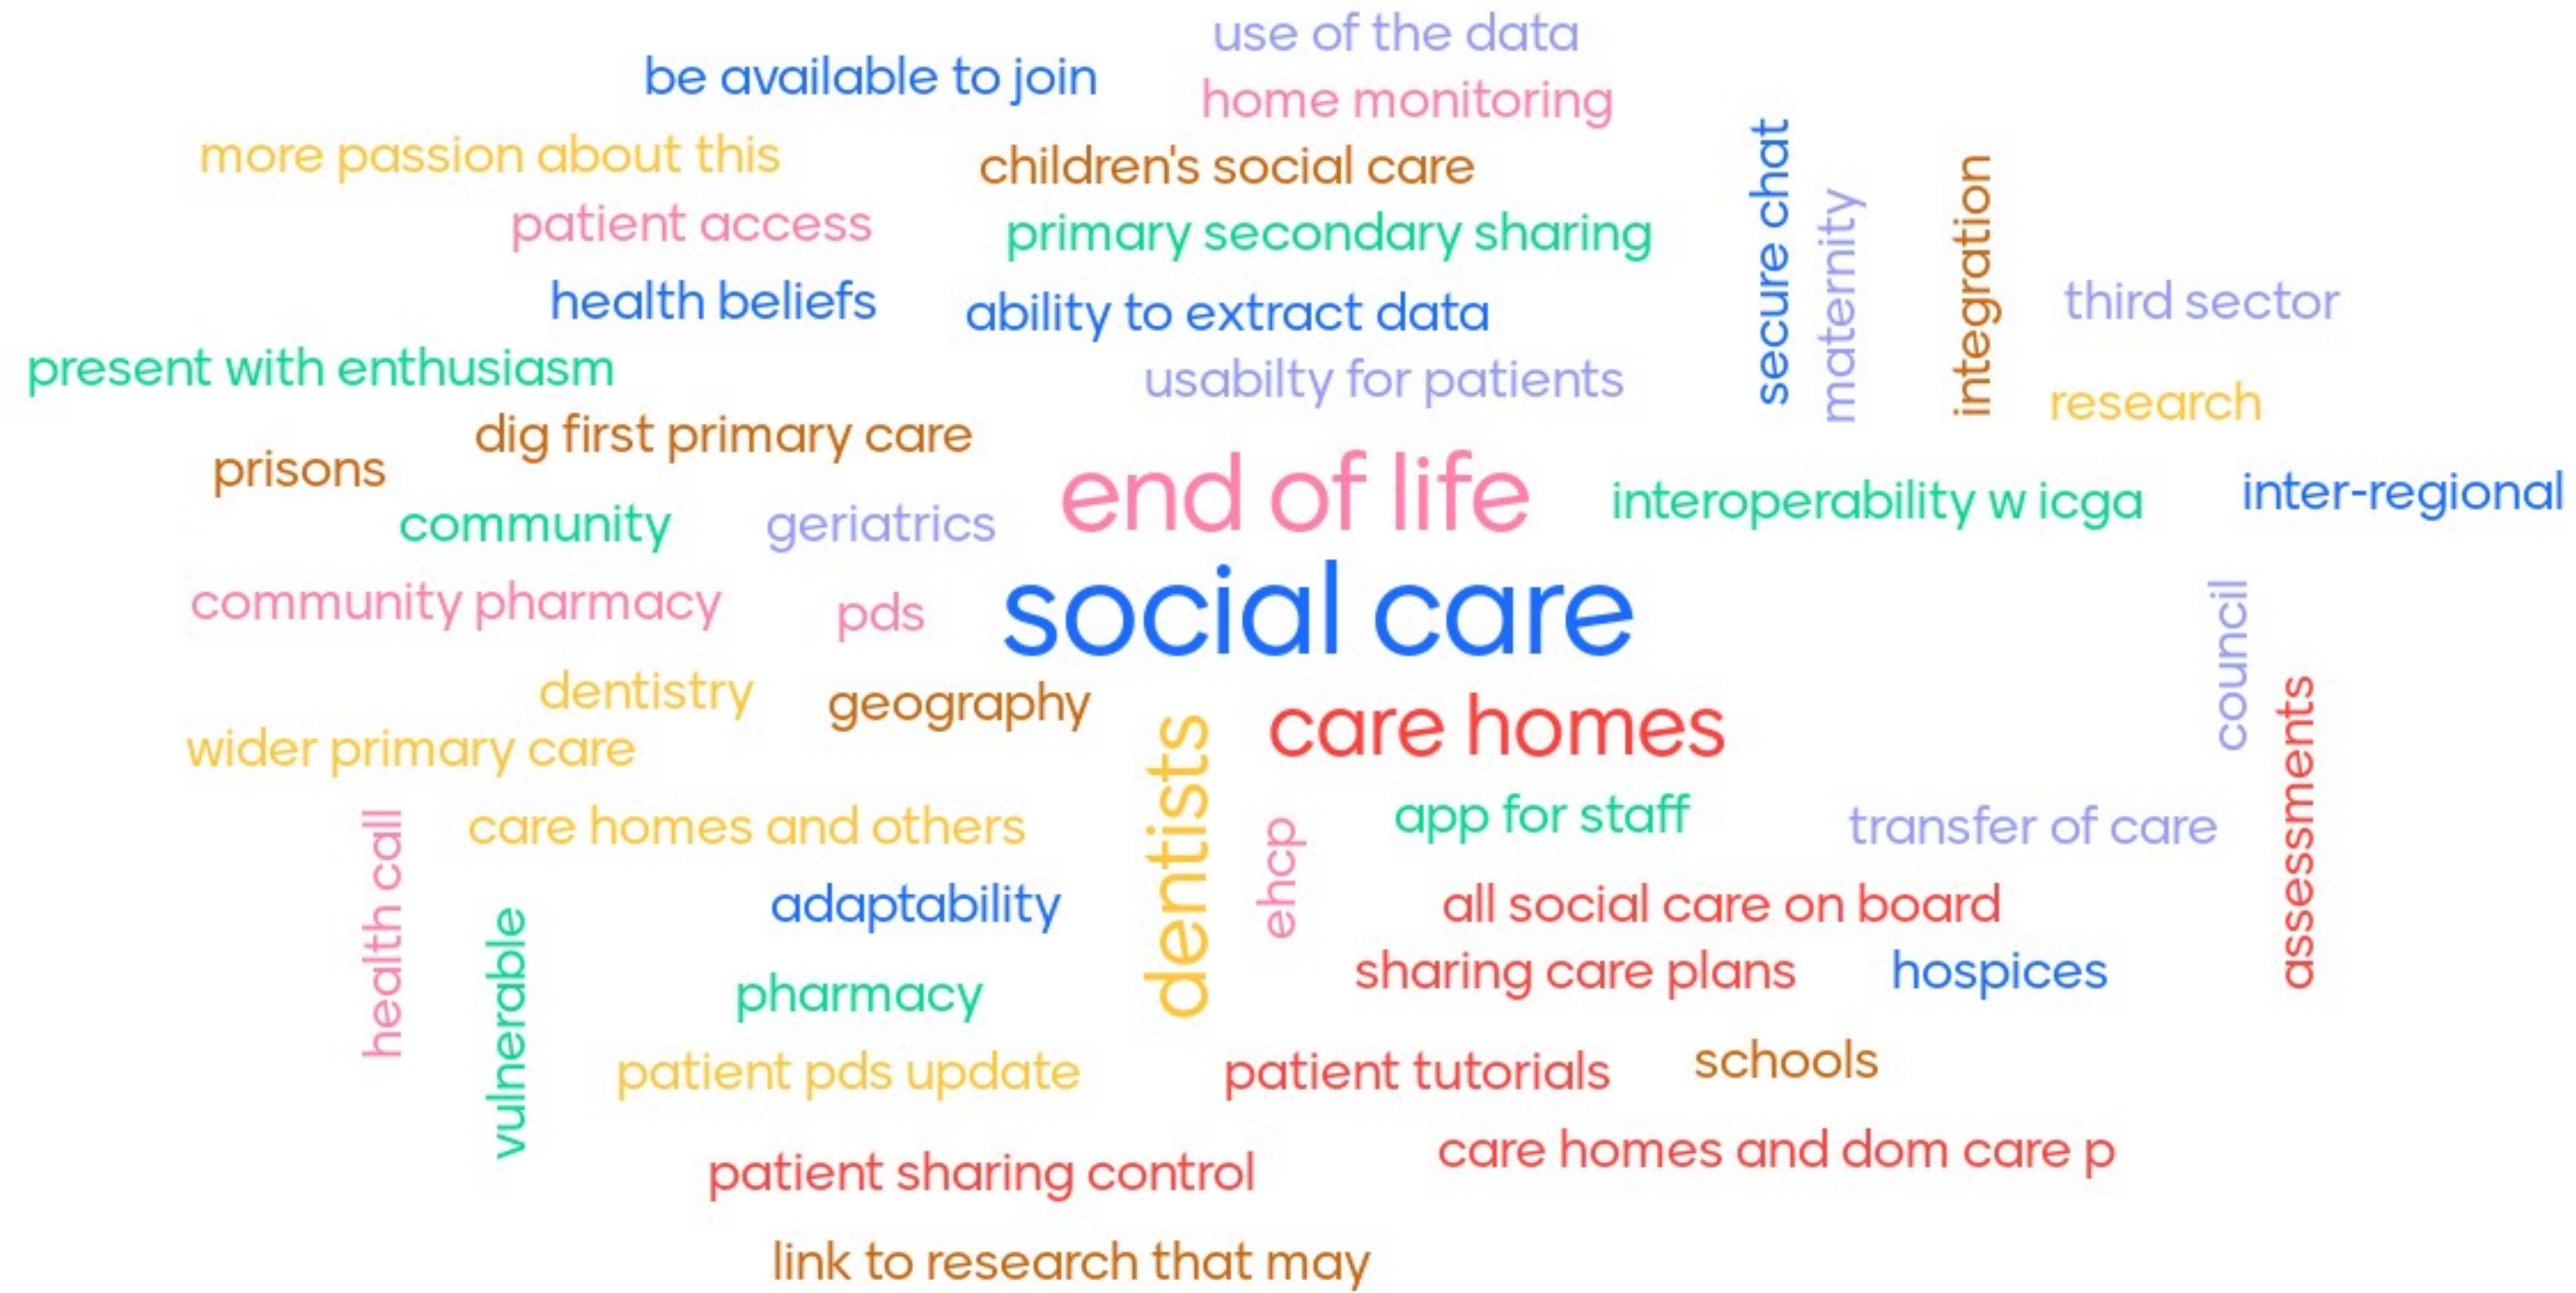 use of the data
be available to join
home monitoring
more passion about this
children's social care
secure chat
patient access
primary secondary sharing
maternity
integration
health beliefs
ability to extract data
third sector
present with enthusiasm
usabilty for patients
research
dig first primary care
prisons
end of life
interoperability w icga
inter-regional
community
geriatrics
community pharmacy
pds
social care
council
dentistry
geography
care homes
wider primary care
dentists
assessments
care homes and others
app for staff
transfer of care
health call
ehcp
adaptability
all social care on board
vulnerable
pharmacy
sharing care plans
hospices
patient pds update
patient tutorials
schools
patient sharing control
care homes and dom care p
link to research that may